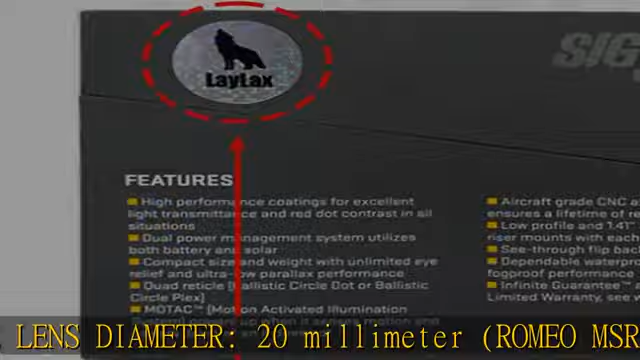 LayLax
SIG
FEATURES
High performance coatings for excellent
light transmittance and red dot contrast in all
situations
Dual power management system utilizes
both battery and solar
Compact size and weight with unlimited eye
relief and ultra-low parallax performance
Quad reticle [Ballistic Circle Dot or Ballistic
Circle Plex]
MOTAC™ [Motion Activated Illumination
Aircraft grade CNC
ensures a lifetime of
Low profile and 1.41"
riser mounts with each
See-through flip back
Dependable
fogproof performance
Infinite Guarantee™
Limited Warranty, see
LENS DIAMETER: 20 millimeter (ROMEO MSR